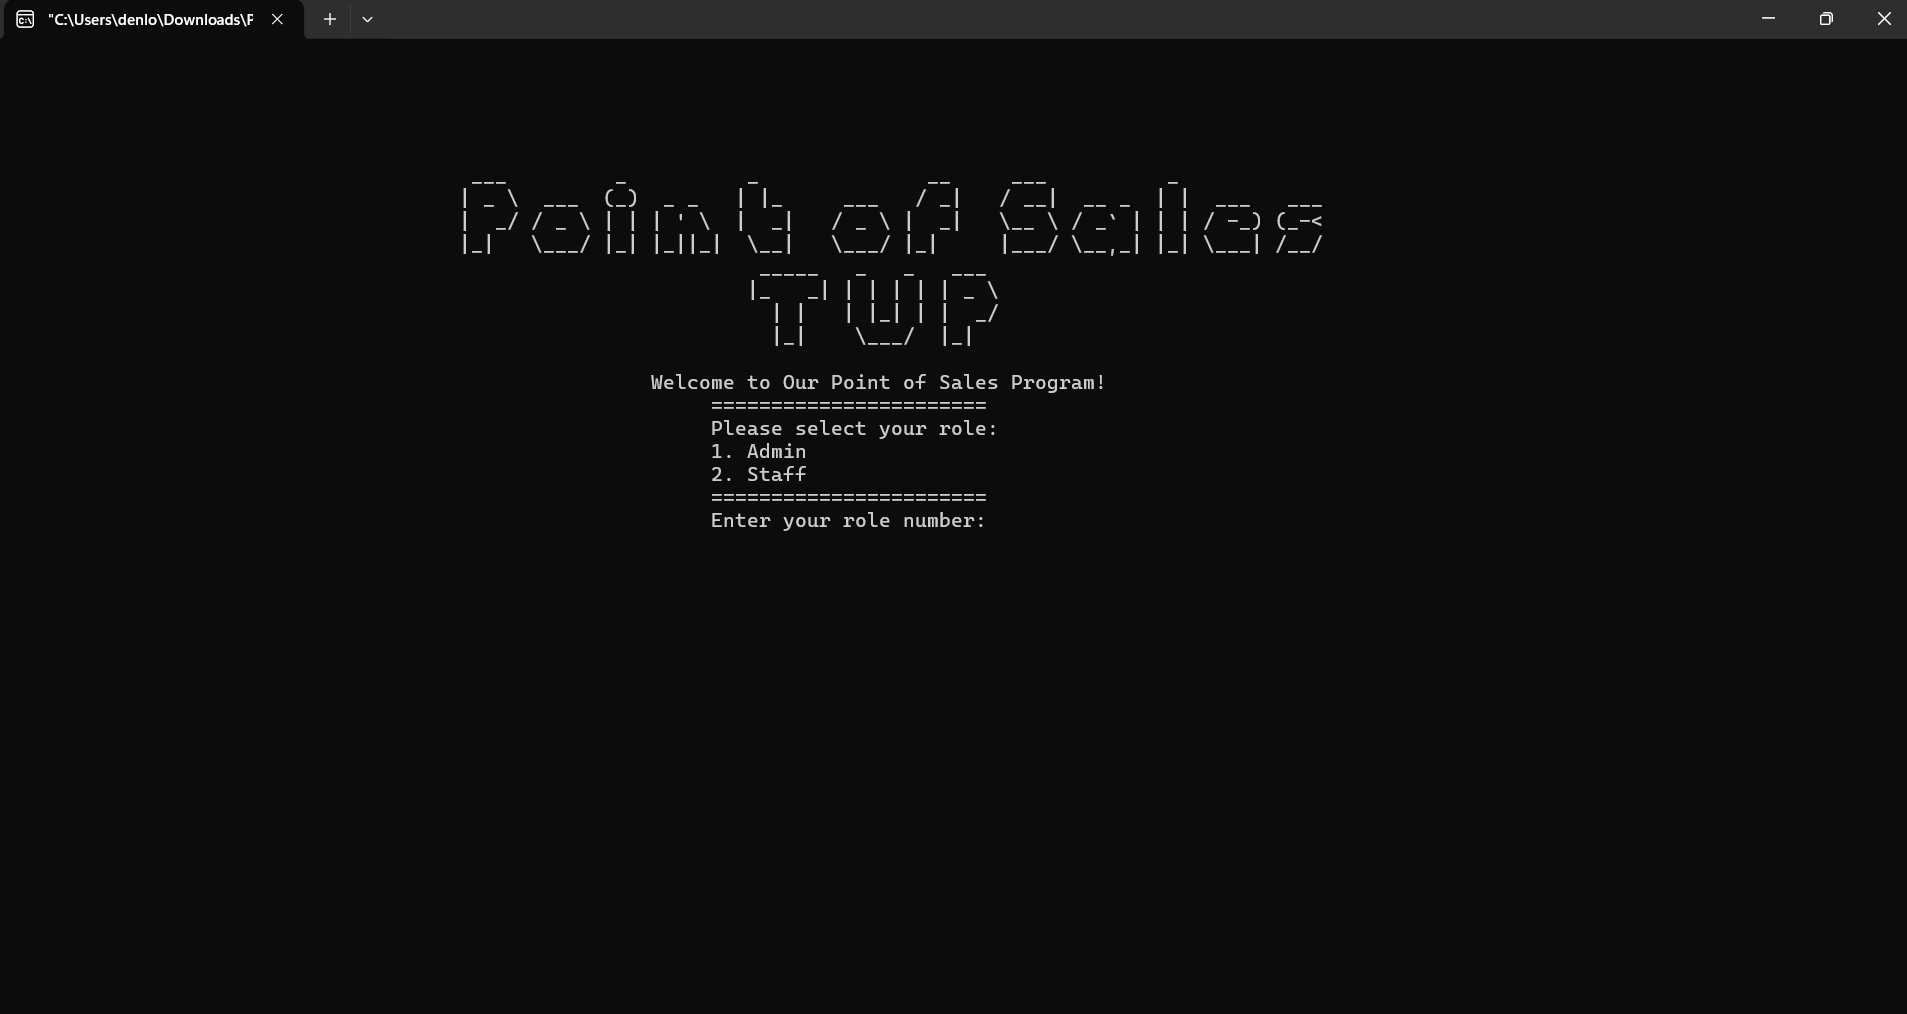 "C:\Users\denlo\Downloads\P
Point of Sales
TUP
Welcome to Our Point of Sales Program!
=======================
Please select your role:
1. Admin
2. Staff
=======================
Enter your role number: